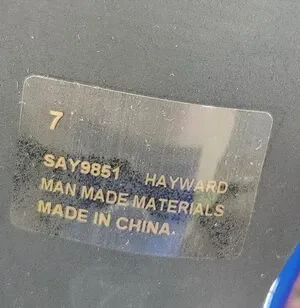 7
SAY9851 HAYWARD
MAN MADE MATERIALS
MADE IN CHINA.